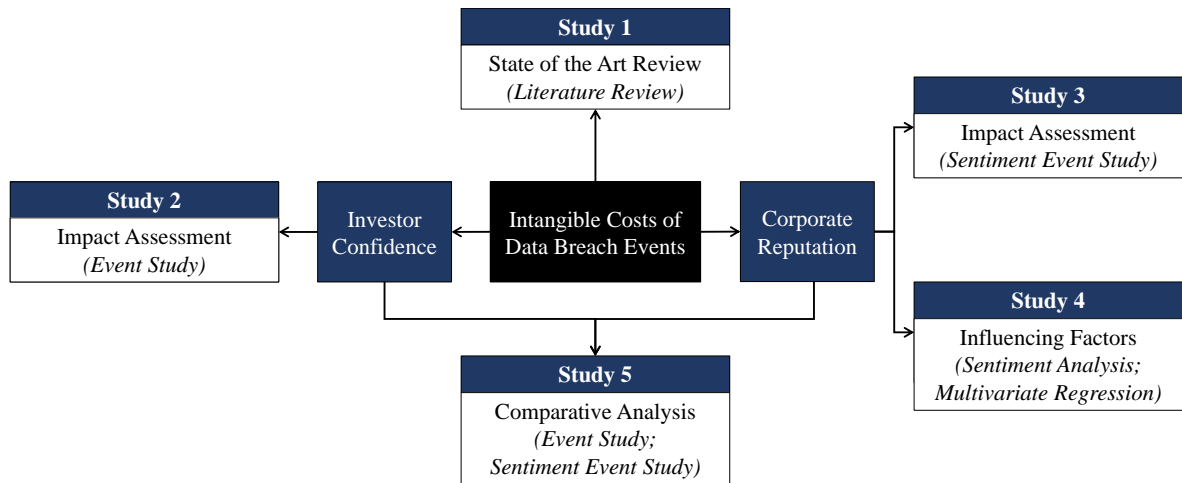 Study 1
State of the Art Review
(Literature Review)
Study 3
Impact Assessment
(Sentiment Event Study)
Study 2
Impact Assessment
(Event Study)
Investor
Confidence
Intangible Costs of
Data Breach Events
Corporate
Reputation
Study 4
Influencing Factors
(Sentiment Analysis;
Multivariate Regression)
Study 5
Comparative Analysis
(Event Study;
Sentiment Event Study)